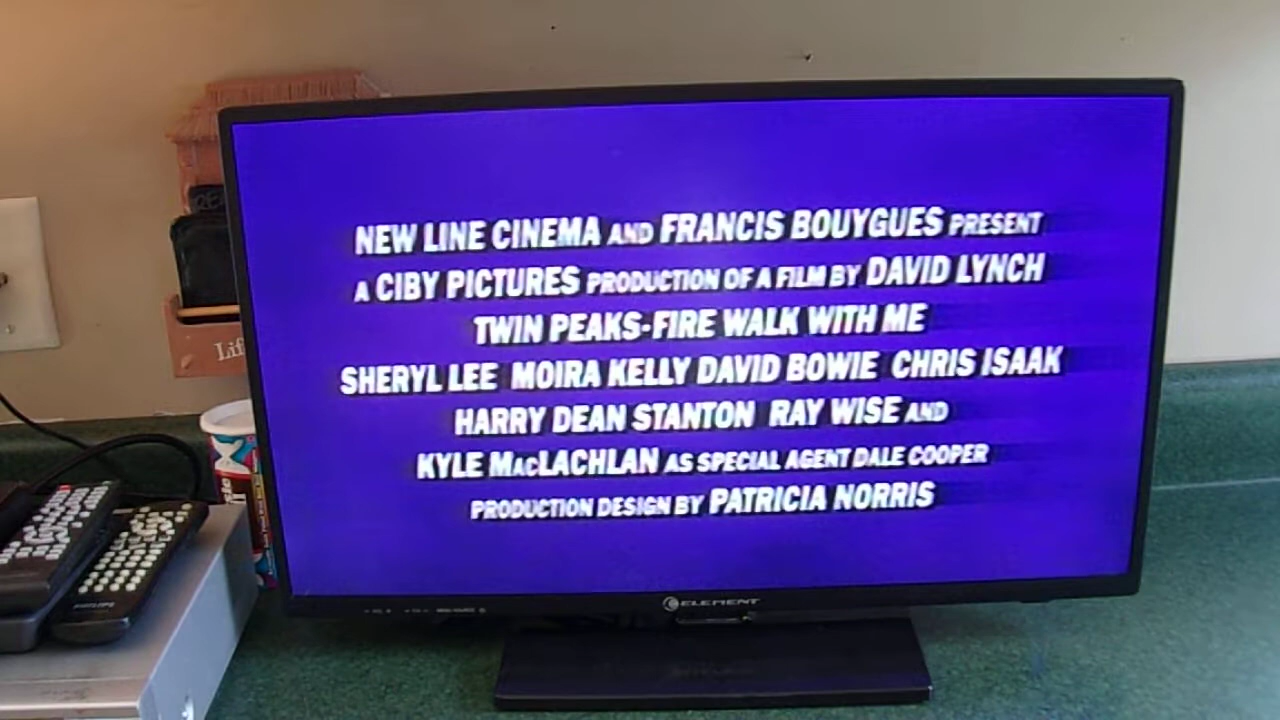 NEW LINE CINEMA AND FRANCIS BOUYGUES PRESENT
A CIBY PICTURES PRODUCTION OF A FILM BY DAVID LYNCH
TWIN PEAKS-FIRE WALK WITH ME
SHERYL LEE MOIRA KELLY DAVID BOWIE CHRIS ISAAK
HARRY DEAN STANTON RAY WISE AND
KYLE MacLACHLAN AS SPECIAL AGENT DALE COOPER
PRODUCTION DESIGN BY PATRICIA NORRIS
ELEMENT
PHILIPS